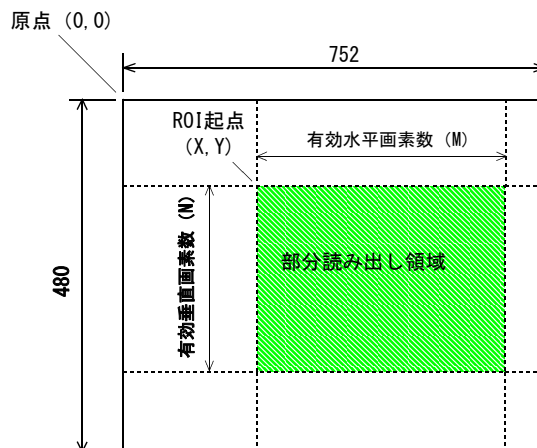 原点 (0,0)
752
ROI起点
(X,Y)
有効水平画素数 (M)
480
有効垂直画素数 (N)
部分読み出し領域